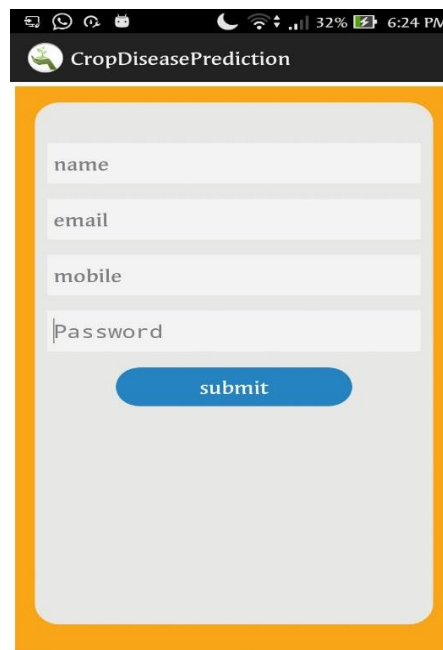 32% 6:24 PM
CropDiseasePrediction
name
email
mobile
Password
submit